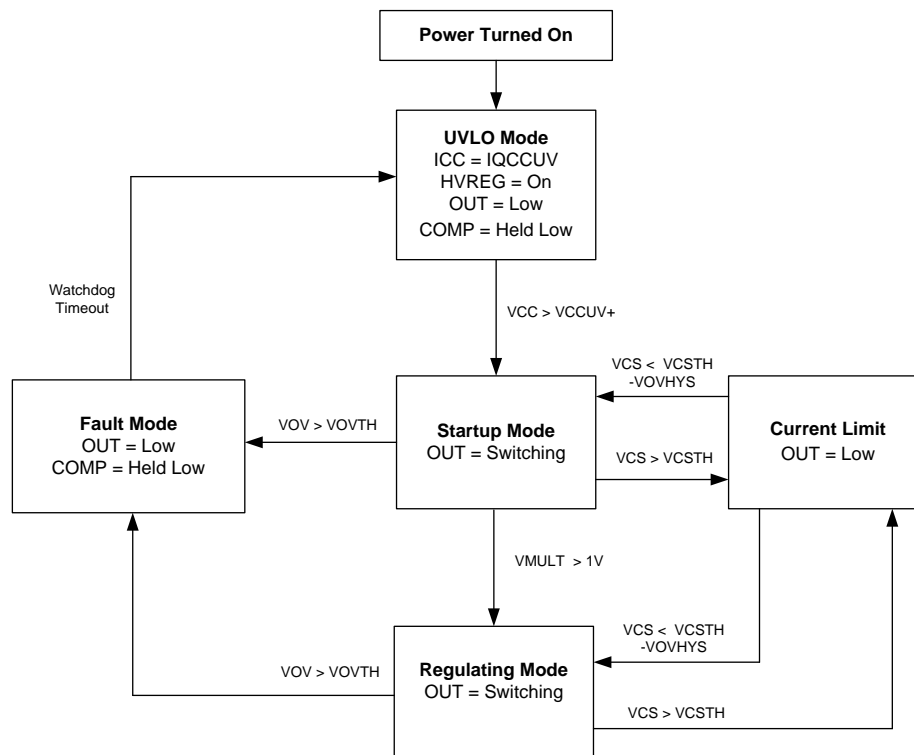 Power Turned On
UVLO Mode
ICC = IQCCUV
HVREG = On
OUT = Low
COMP = Held Low
Watchdog
Timeout
VCC > VCCUV+
VCS < VCSTH
-VOVHYS
Fault Mode
OUT = Low
COMP = Held Low
VOV > VOVTH
Startup Mode
OUT = Switching
VCS > VCSTH
Current Limit
OUT = Low
VMULT > 1V
VCS < VCSTH
-VOVHYS
VOV > VOVTH
Regulating Mode
OUT = Switching
VCS > VCSTH